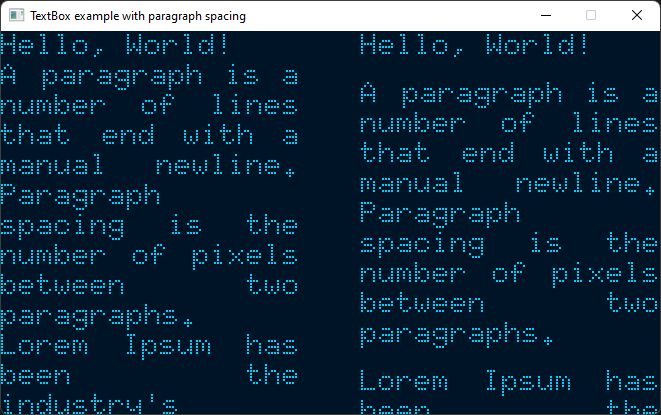 TextBox example with paragraph spacing
Hello, World!
A paragraph is a
number of lines
that end with a
manual newline.
Paragraph
spacing is the
number of pixels
between two
paragraphs.
Lorem Ipsum has
been the
industry's
Hello, World!
A paragraph is a
number of lines
that end with a
manual newline.
Paragraph
spacing is the
number of pixels
between two
paragraphs.
Lorem Ipsum has
been the